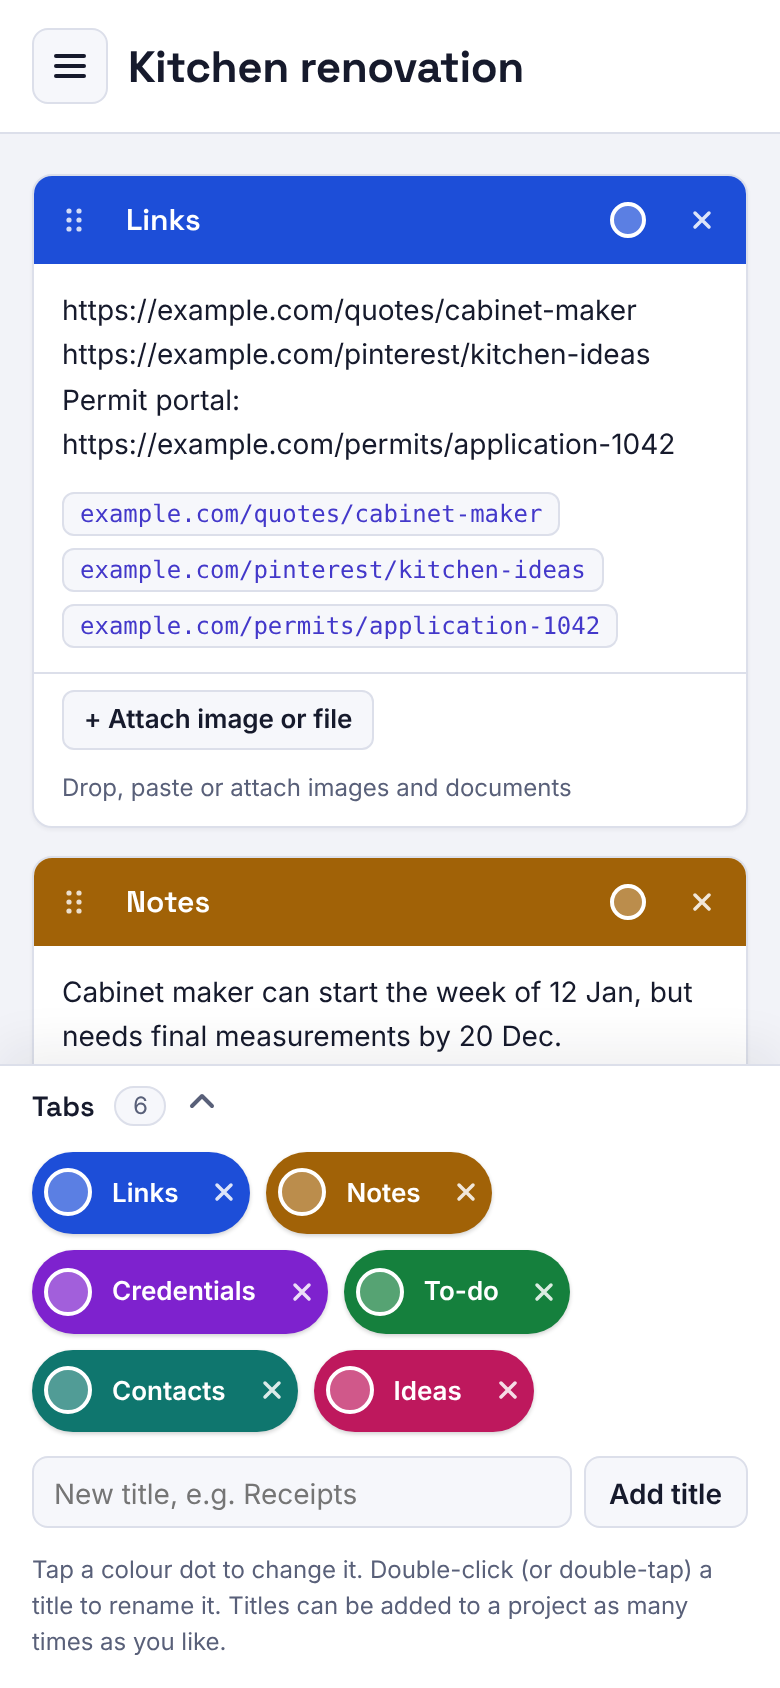 Kitchen renovation
Links
https://example.com/quotes/cabinet-maker
https://example.com/pinterest/kitchen-ideas
Permit portal:
https://example.com/permits/application-1042
example.com/quotes/cabinet-maker
example.com/pinterest/kitchen-ideas
example.com/permits/application-1042
+ Attach image or file
Drop, paste or attach images and documents
Notes
Cabinet maker can start the week of 12 Jan, but
needs final measurements by 20 Dec.
Tabs 6
Links Notes
Credentials To-do
Contacts Ideas
New title, e.g. Receipts Add title
Tap a colour dot to change it. Double-click (or double-tap) a
title to rename it. Titles can be added to a project as many
times as you like.